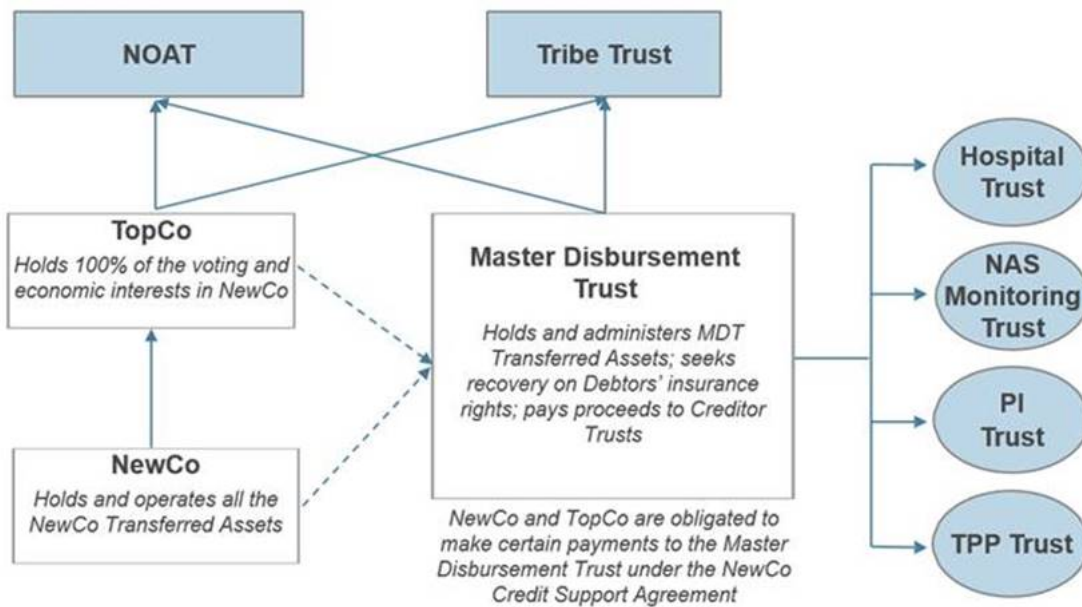 NOAT
Tribe Trust
TopCo
Holds 100% of the voting and
economic interests in NewCo
NewCo
Holds and operates all the
NewCo Transferred Assets
Master Disbursement
Trust
Holds and administers MDT
Transferred Assets; seeks
recovery on Debtors' insurance
rights; pays proceeds to Creditor
Trusts
NewCo and TopCo are obligated to
make certain payments to the Master
Disbursement Trust under the NewCo
Credit Support Agreement
Hospital
Trust
NAS
Monitoring
Trust
PI
Trust
TPP Trust